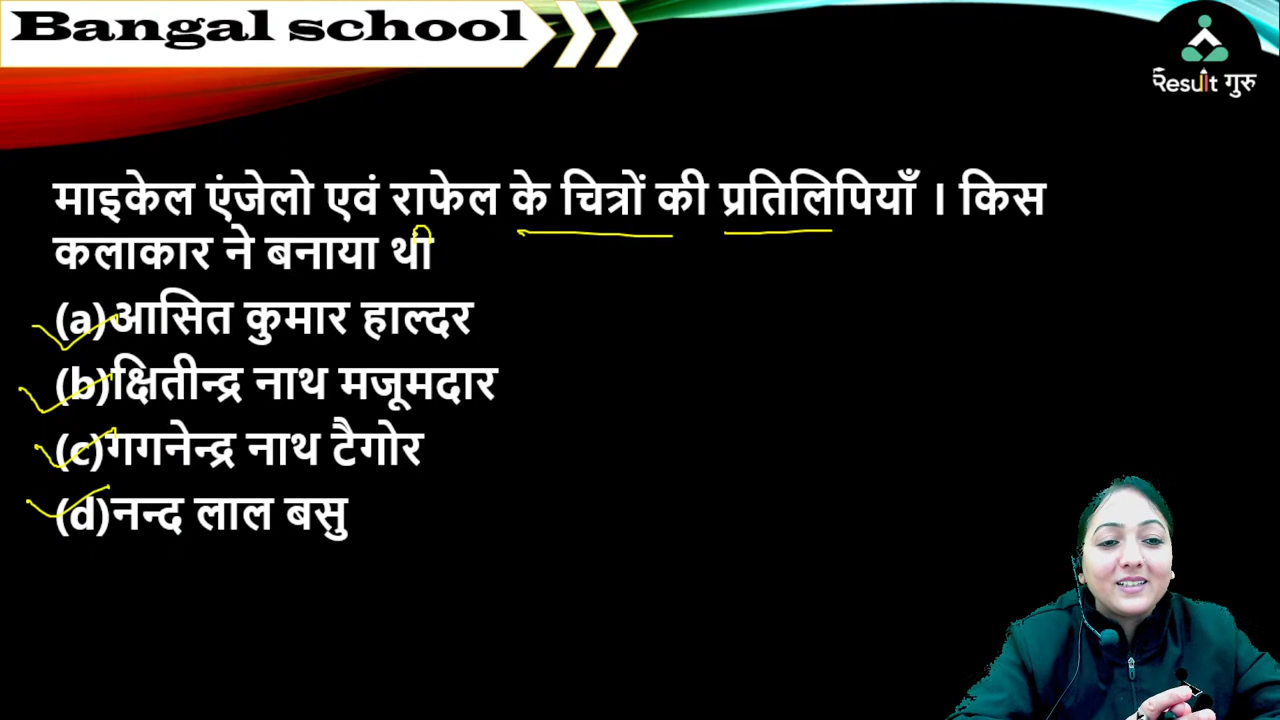 Bangal school
Result गुरु
माइकेल एंजेलो एवं राफेल के चित्रों की प्रतिलिपियाँ । किस
कलाकार ने बनाया था
(a)आसित कुमार हाल्दर
(b)क्षितीन्द्र नाथ मजूमदार
(c)गगनेन्द्र नाथ टैगोर
(d)नन्द लाल बसु